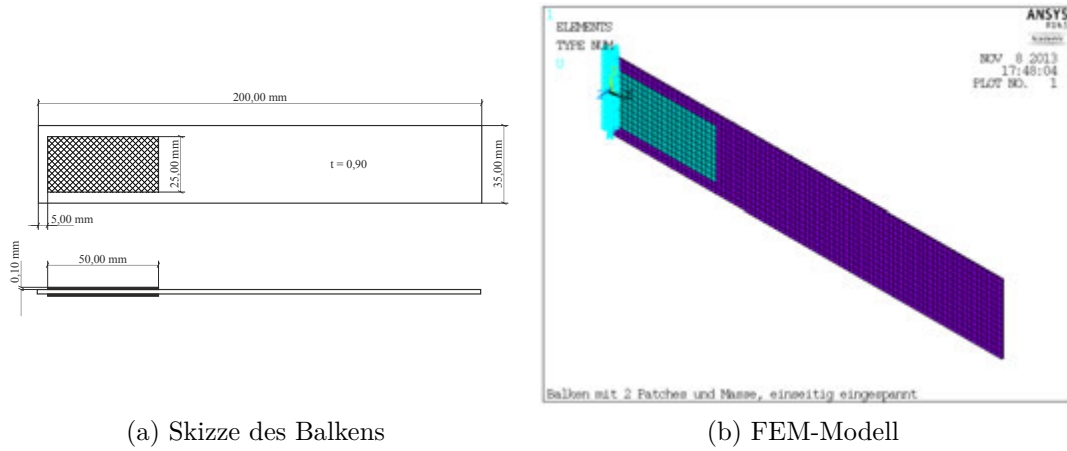 200,00 mm
25,00 mm
35,00 mm
t = 0,90
5,00 mm
50,00 mm
0,10 mm
(a) Skizze des Balkens
1
ELEMENTS
TYPE NUM
U
ANSYS
NOV 8 2013
17:48:04
PLOT NO. 1
Balken mit 2 Patches und Masse, einseitig eingespannt
(b) FEM-Modell